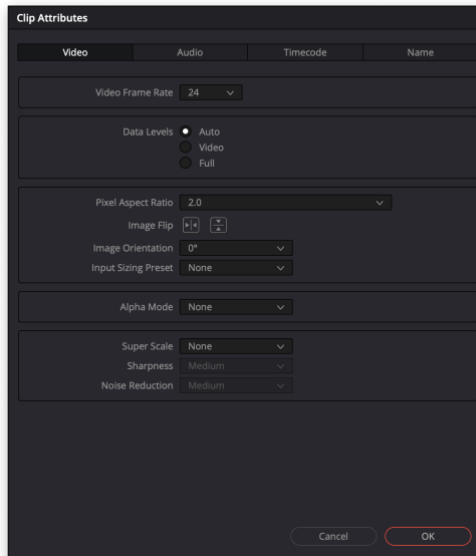 Clip Attributes
Video Audio Timecode Name
Video Frame Rate 24
Data Levels Auto
Video
Full
Pixel Aspect Ratio 2.0
Image Flip
Image Orientation 0°
Input Sizing Preset None
Alpha Mode None
Super Scale None
Sharpness Medium
Noise Reduction Medium
Cancel OK